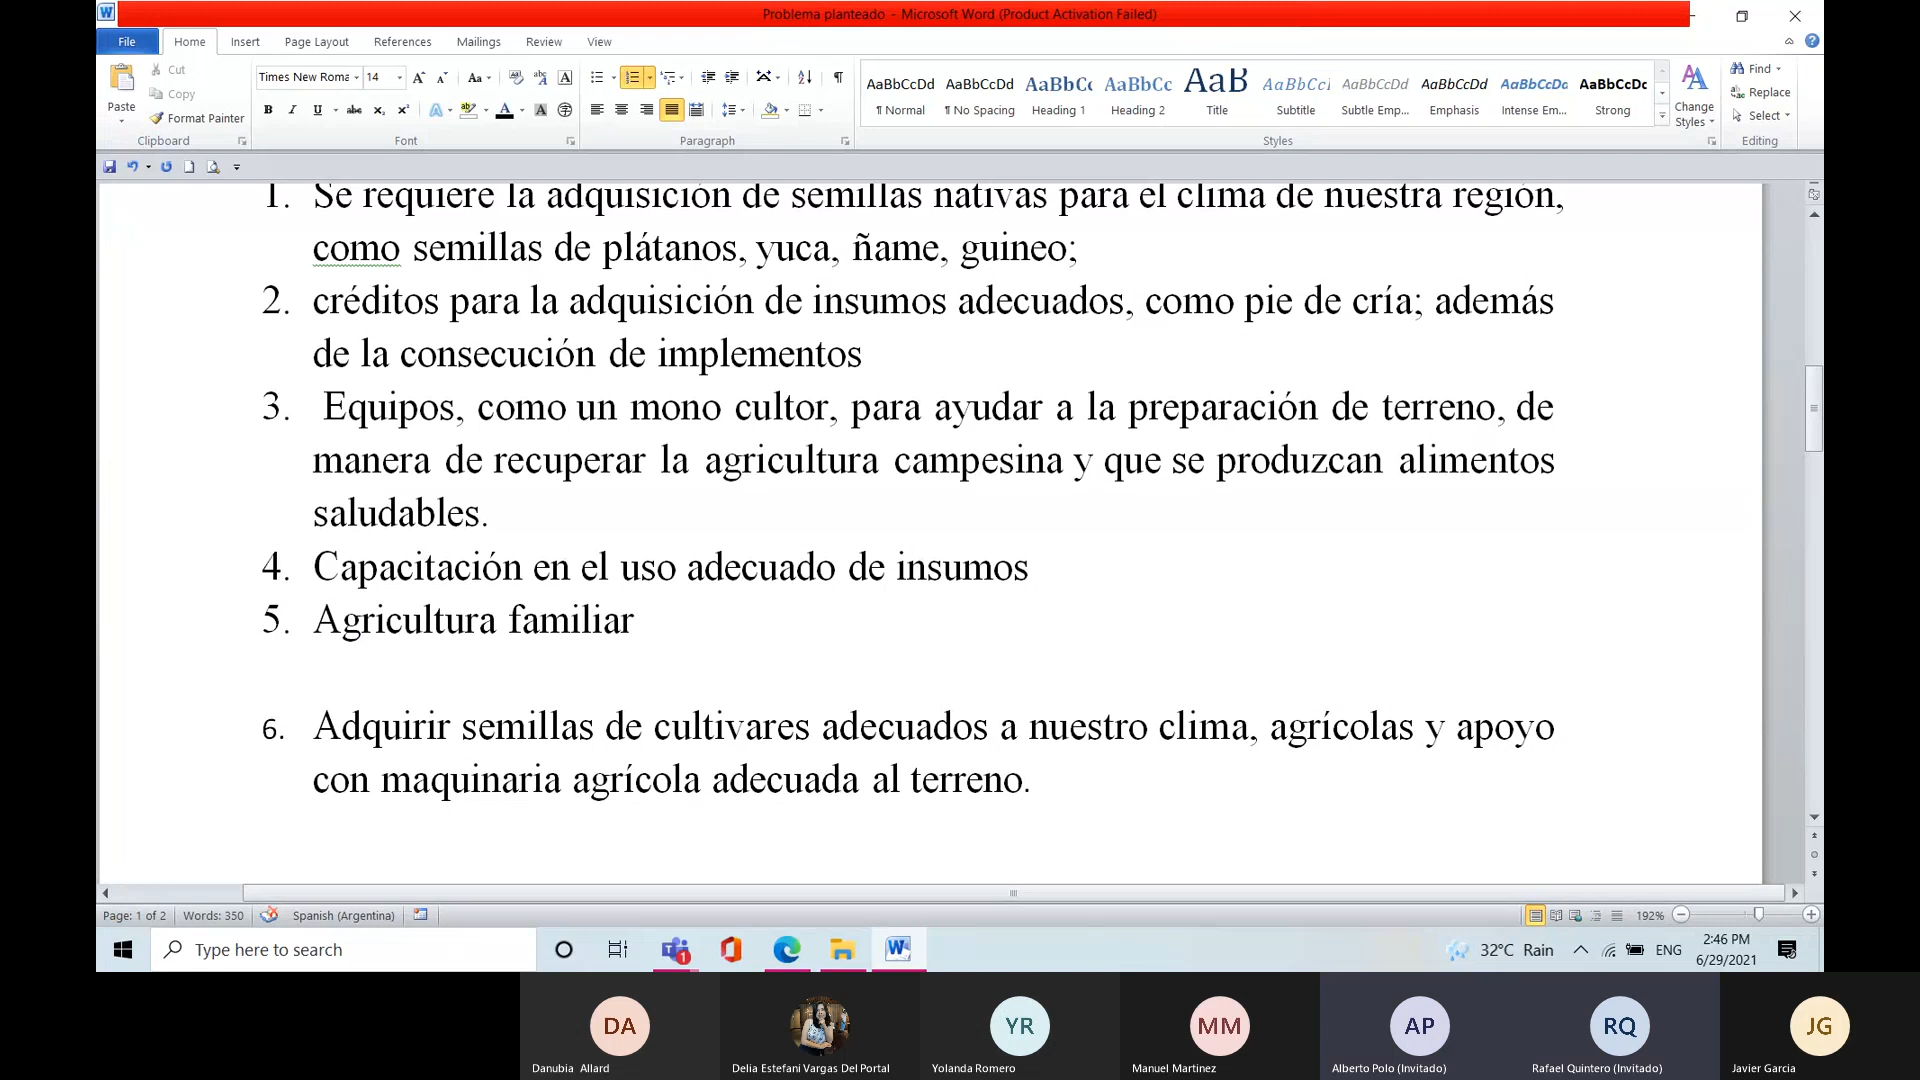 Problema planteado - Microsoft Word (Product Activation Failed)
File Home Insert Page Layout References Mailings Review View
Paste
Cut
Copy
Format Painter
Clipboard
Times New Roma 14
Font
Paragraph
AaBbCcDd AaBbCcDd AaBbCc AaBbCc AaB AaBbCcl AaBbCcDd AaBbCcDd AaBbCcDc AaBbCcDc
¶ Normal ¶ No Spacing Heading 1 Heading 2 Title Subtitle Subtle Emp... Emphasis Intense Em... Strong
Change Styles
Styles
Find
Replace
Select
Editing
1. Se requiere la adquisición de semillas nativas para el clima de nuestra región,
como semillas de plátanos, yuca, ñame, guineo;
2. créditos para la adquisición de insumos adecuados, como pie de cría; además
de la consecución de implementos
3. Equipos, como un mono cultor, para ayudar a la preparación de terreno, de
manera de recuperar la agricultura campesina y que se produzcan alimentos
saludables.
4. Capacitación en el uso adecuado de insumos
5. Agricultura familiar
6. Adquirir semillas de cultivares adecuados a nuestro clima, agrícolas y apoyo
con maquinaria agrícola adecuada al terreno.
Page: 1 of 2 Words: 350 Spanish (Argentina) 192%
Type here to search
32°C Rain ENG
2:46 PM
6/29/2021
DA YR MM AP RQ JG
Danubia Allard Delia Estefani Vargas Del Portal Yolanda Romero Manuel Martinez Alberto Polo (Invitado) Rafael Quintero (Invitado) Javier Garcia